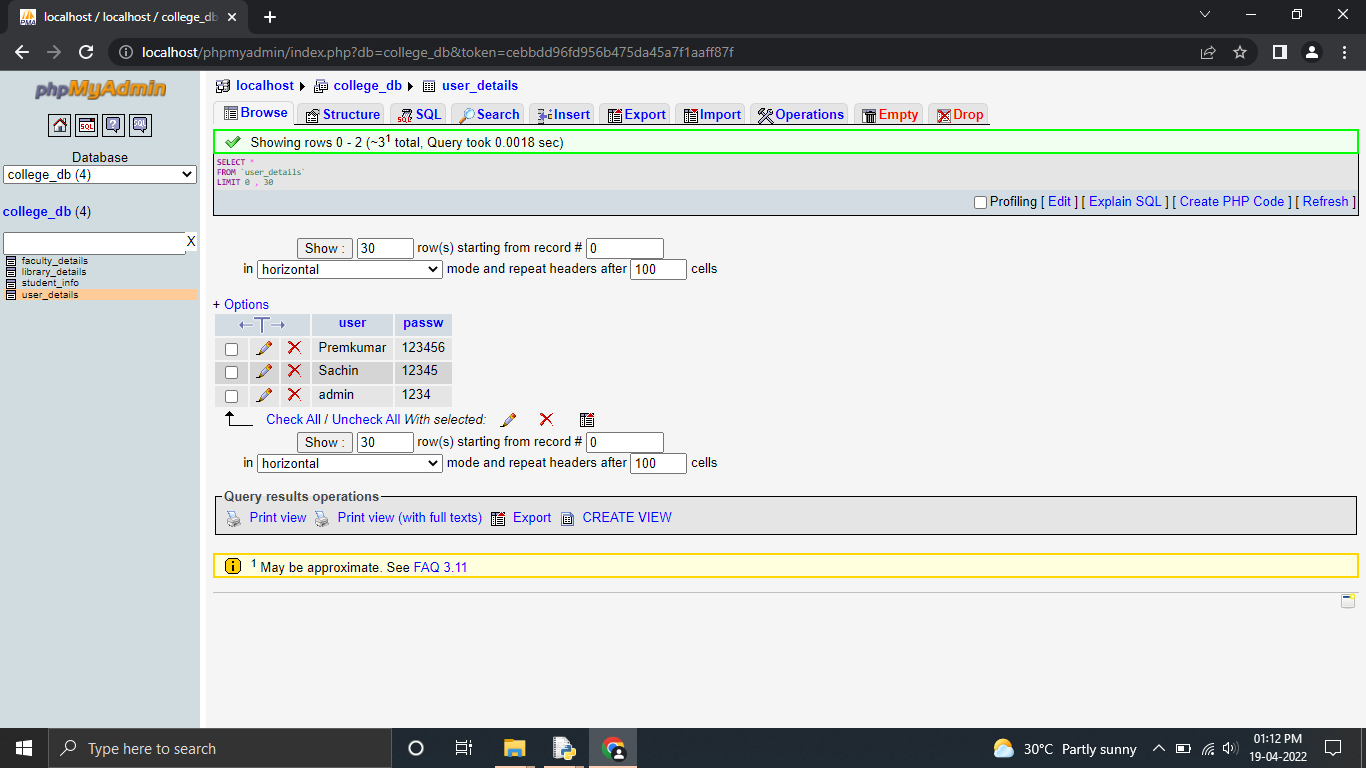 localhost / localhost / college_db
localhost/phpmyadmin/index.php?db=college_db&token=cebbdd96fd956b475da45a7f1aaff87f
phpMyAdmin
SQL
Database
college_db (4)
college_db (4)
X
faculty_details
library_details
student_info
user_details
localhost college_db user_details
Browse Structure SQL Search Insert Export Import Operations Empty Drop
Showing rows 0 - 2 (~3¹ total, Query took 0.0018 sec)
SELECT *
FROM `user_details`
LIMIT 0 , 30
Profiling [ Edit ] [ Explain SQL ] [ Create PHP Code ] [ Refresh ]
Show : 30 row(s) starting from record # 0
in horizontal mode and repeat headers after 100 cells
+ Options
←T→ user passw
Premkumar 123456
Sachin 12345
admin 1234
Check All / Uncheck All With selected:
Show : 30 row(s) starting from record # 0
in horizontal mode and repeat headers after 100 cells
Query results operations
Print view Print view (with full texts) Export CREATE VIEW
¹ May be approximate. See FAQ 3.11
Type here to search
30°C Partly sunny
01:12 PM
19-04-2022